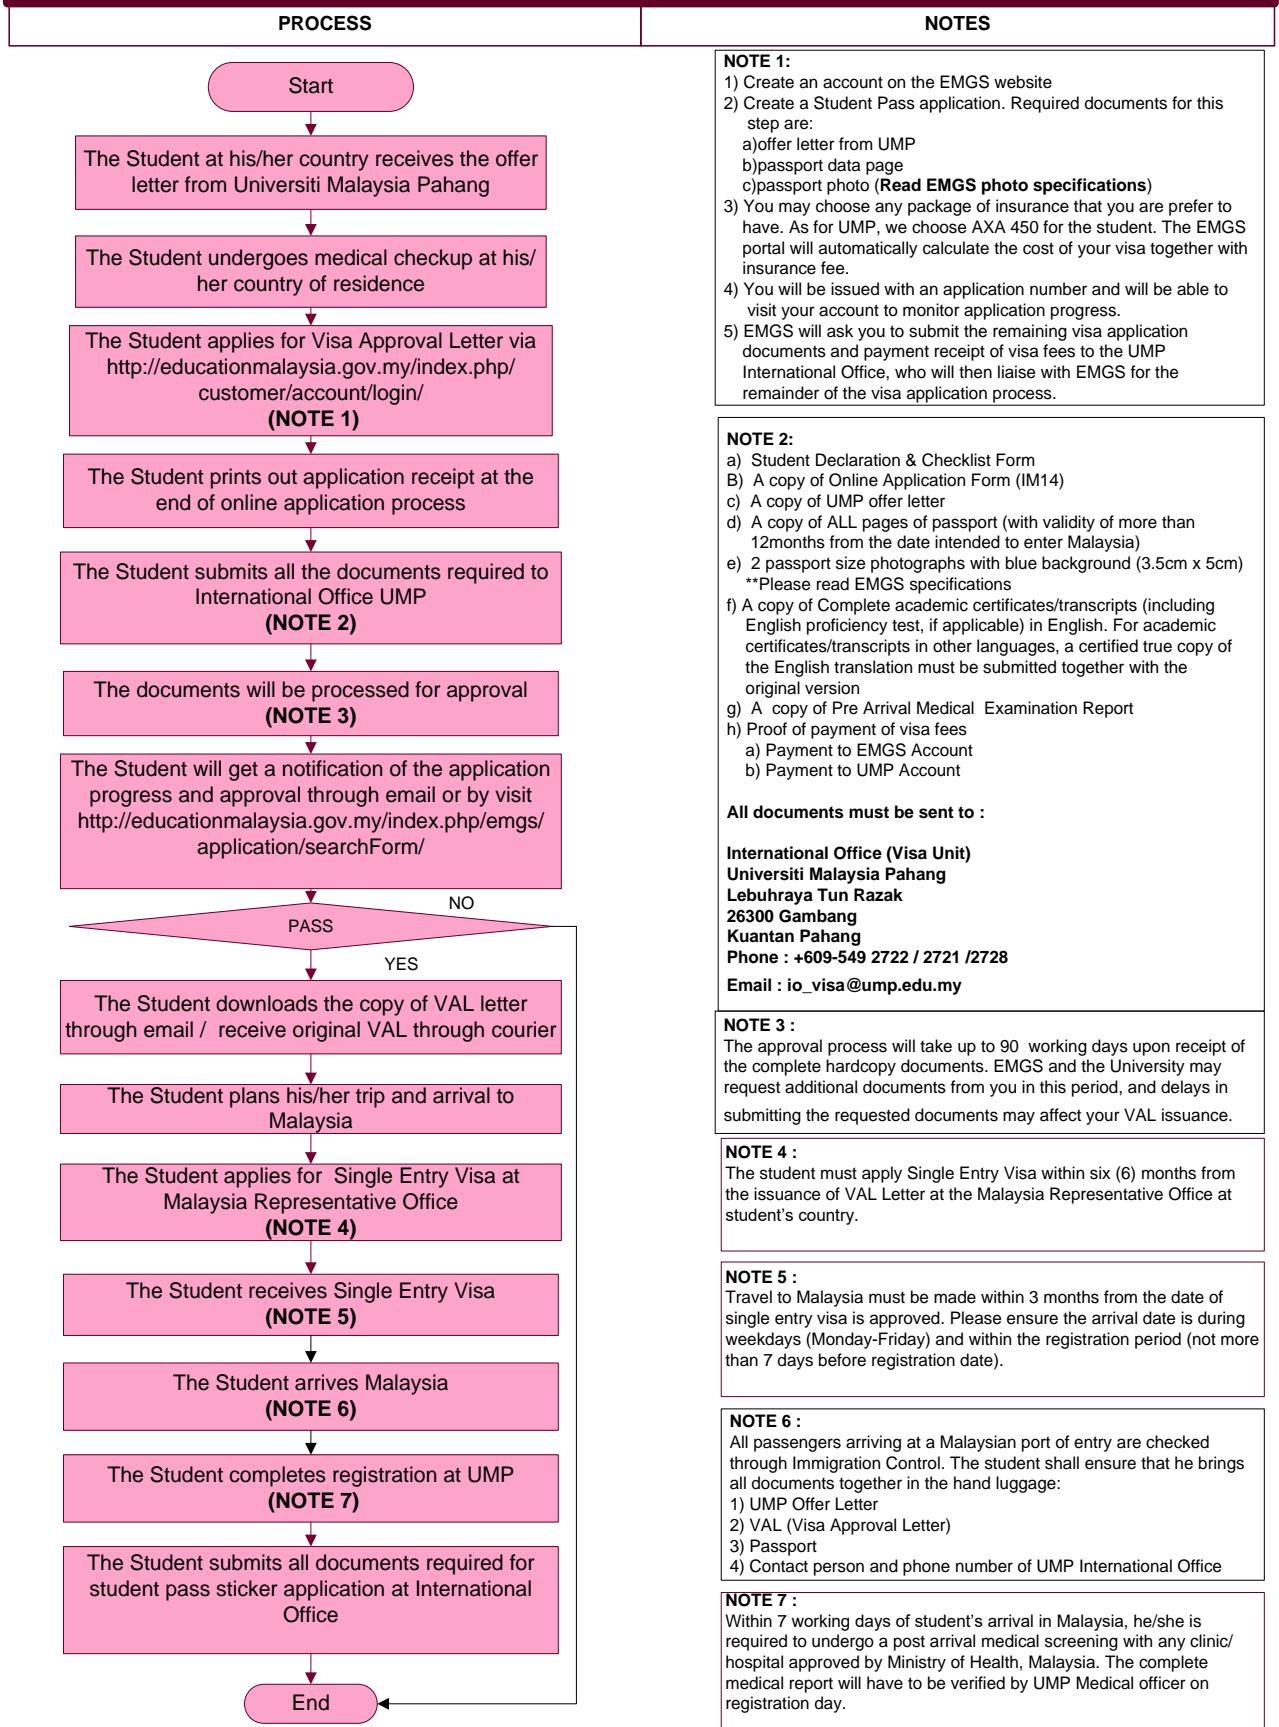 PROCESS
NOTES
Start
The Student at his/her country receives the offer
letter from Universiti Malaysia Pahang
The Student undergoes medical checkup at his/
her country of residence
The Student applies for Visa Approval Letter via
http://educationmalaysia.gov.my/index.php/
customer/account/login/
(NOTE 1)
The Student prints out application receipt at the
end of online application process
The Student submits all the documents required to
International Office UMP
(NOTE 2)
The documents will be processed for approval
(NOTE 3)
The Student will get a notification of the application
progress and approval through email or by visit
http://educationmalaysia.gov.my/index.php/emgs/
application/searchForm/
NO
PASS
YES
The Student downloads the copy of VAL letter
through email / receive original VAL through courier
The Student plans his/her trip and arrival to
Malaysia
The Student applies for Single Entry Visa at
Malaysia Representative Office
(NOTE 4)
The Student receives Single Entry Visa
(NOTE 5)
The Student arrives Malaysia
(NOTE 6)
The Student completes registration at UMP
(NOTE 7)
The Student submits all documents required for
student pass sticker application at International
Office
End
NOTE 1:
1) Create an account on the EMGS website
2) Create a Student Pass application. Required documents for this
step are:
a)offer letter from UMP
b)passport data page
c)passport photo (Read EMGS photo specifications)
3) You may choose any package of insurance that you are prefer to
have. As for UMP, we choose AXA 450 for the student. The EMGS
portal will automatically calculate the cost of your visa together with
insurance fee.
4) You will be issued with an application number and will be able to
visit your account to monitor application progress.
5) EMGS will ask you to submit the remaining visa application
documents and payment receipt of visa fees to the UMP
International Office, who will then liaise with EMGS for the
remainder of the visa application process.
NOTE 2:
a) Student Declaration & Checklist Form
B) A copy of Online Application Form (IM14)
c) A copy of UMP offer letter
d) A copy of ALL pages of passport (with validity of more than
12months from the date intended to enter Malaysia)
e) 2 passport size photographs with blue background (3.5cm x 5cm)
**Please read EMGS specifications
f) A copy of Complete academic certificates/transcripts (including
English proficiency test, if applicable) in English. For academic
certificates/transcripts in other languages, a certified true copy of
the English translation must be submitted together with the
original version
g) A copy of Pre Arrival Medical Examination Report
h) Proof of payment of visa fees
a) Payment to EMGS Account
b) Payment to UMP Account
All documents must be sent to :
International Office (Visa Unit)
Universiti Malaysia Pahang
Lebuhraya Tun Razak
26300 Gambang
Kuantan Pahang
Phone : +609-549 2722 / 2721 /2728
Email : io_visa@ump.edu.my
NOTE 3 :
The approval process will take up to 90 working days upon receipt of
the complete hardcopy documents. EMGS and the University may
request additional documents from you in this period, and delays in
submitting the requested documents may affect your VAL issuance.
NOTE 4 :
The student must apply Single Entry Visa within six (6) months from
the issuance of VAL Letter at the Malaysia Representative Office at
student's country.
NOTE 5 :
Travel to Malaysia must be made within 3 months from the date of
single entry visa is approved. Please ensure the arrival date is during
weekdays (Monday-Friday) and within the registration period (not more
than 7 days before registration date).
NOTE 6 :
All passengers arriving at a Malaysian port of entry are checked
through Immigration Control. The student shall ensure that he brings
all documents together in the hand luggage:
1) UMP Offer Letter
2) VAL (Visa Approval Letter)
3) Passport
4) Contact person and phone number of UMP International Office
NOTE 7 :
Within 7 working days of student's arrival in Malaysia, he/she is
required to undergo a post arrival medical screening with any clinic/
hospital approved by Ministry of Health, Malaysia. The complete
medical report will have to be verified by UMP Medical officer on
registration day.